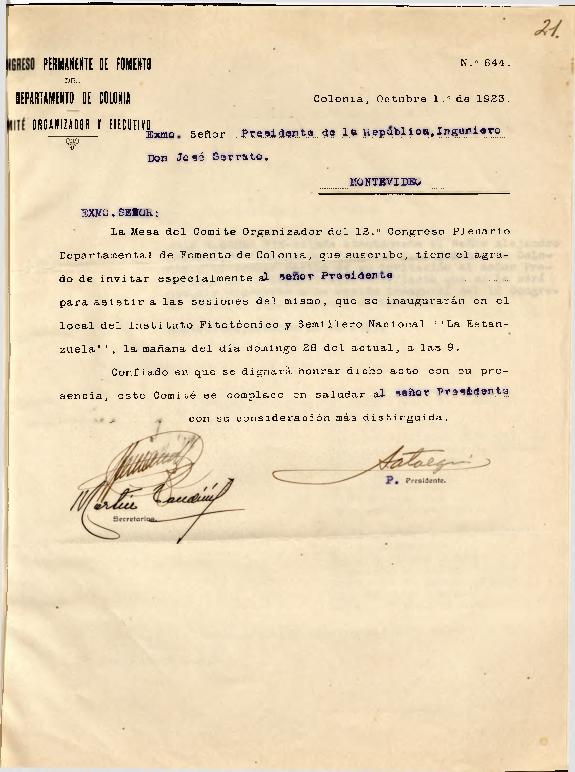 21.
NGRESO PERMANENTE DE FOMENTO
DEL
DEPARTAMENTO DE COLONIA
MITÉ ORGANIZADOR Y EJECUTIVO
N.º 644.
Colonia, Octubre 1.º de 1923.
Exmo. Señor Presidente de la República, Inguniero
Don José Serrato.
MONTEVIDEO
EXMO. SEÑOR:
La Mesa del Comite Organizador del 12.º Congreso Plenario
Departamental de Fomento de Colonia, que suscribe, tiene el agra-
do de invitar especialmente al señor Presidente
para asistir a las sesiones del mismo, que se inaugurarán en el
local del Instituto Fitotécnico y Semillero Nacional ''La Estan-
zuela'', la mañana del día domingo 28 del actual, a las 9.
Confiado en que se dignará honrar dicho acto con su pre-
sencia, este Comité se complace en saludar al señor Presidente
con su consideración más distinguida.
Martín
Secretarios.
P. Presidente.